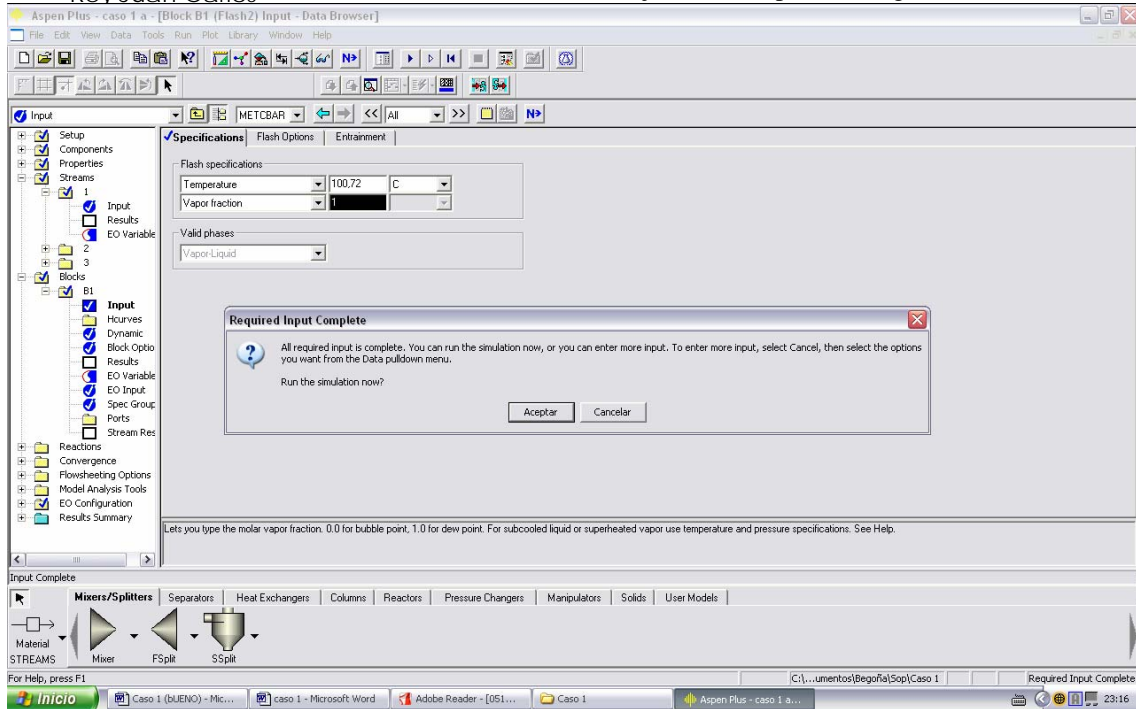 Aspen Plus - caso 1 a - [Block B1 (Flash2) Input - Data Browser]
File Edit View Data Tools Run Plot Library Window Help
Input
METCBAR
All
Setup
Components
Properties
Streams
1
Input
Results
EO Variable
2
3
Blocks
B1
Input
Hcurves
Dynamic
Block Optio
Results
EO Variable
EO Input
Spec Group
Ports
Stream Res
Reactions
Convergence
Flowsheeting Options
Model Analysis Tools
EO Configuration
Results Summary
Specifications Flash Options Entrainment
Flash specifications
Temperature 100,72 C
Vapor fraction 1
Valid phases
Vapor-Liquid
Required Input Complete
All required input is complete. You can run the simulation now, or you can enter more input. To enter more input, select Cancel, then select the options
you want from the Data pulldown menu.
Run the simulation now?
Aceptar Cancelar
Lets you type the molar vapor fraction. 0.0 for bubble point, 1.0 for dew point. For subcooled liquid or superheated vapor use temperature and pressure specifications. See Help.
Input Complete
Mixers/Splitters Separators Heat Exchangers Columns Reactors Pressure Changers Manipulators Solids User Models
Material
STREAMS Mixer FSplit SSplit
For Help, press F1 C:\...umentos\Begoña\Sop\Caso 1 Required Input Complete
Inicio Caso 1 (bUENO) - Mic... caso 1 - Microsoft Word Adobe Reader - [051... Caso 1 Aspen Plus - caso 1 a... 23:16